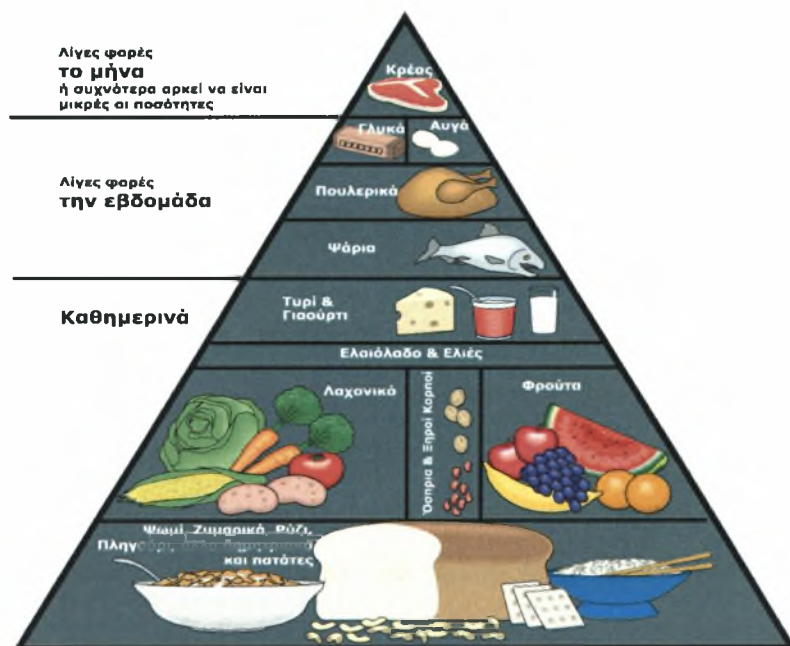 Λίγες φορές
το μήνα
ή συχνότερα αρκεί να είναι
μικρές οι ποσότητες
Κρέας
Γλυκά
Αυγά
Λίγες φορές
την εβδομάδα
Πουλερικά
Ψάρια
Καθημερινά
Τυρί &
Γιαούρτι
Ελαιόλαδο & Ελιές
Λαχανικά
Όσπρια & Ξηροί Καρποί
Φρούτα
Ψωμί, Ζυμαρικά, Ρύζι,
και πατάτες